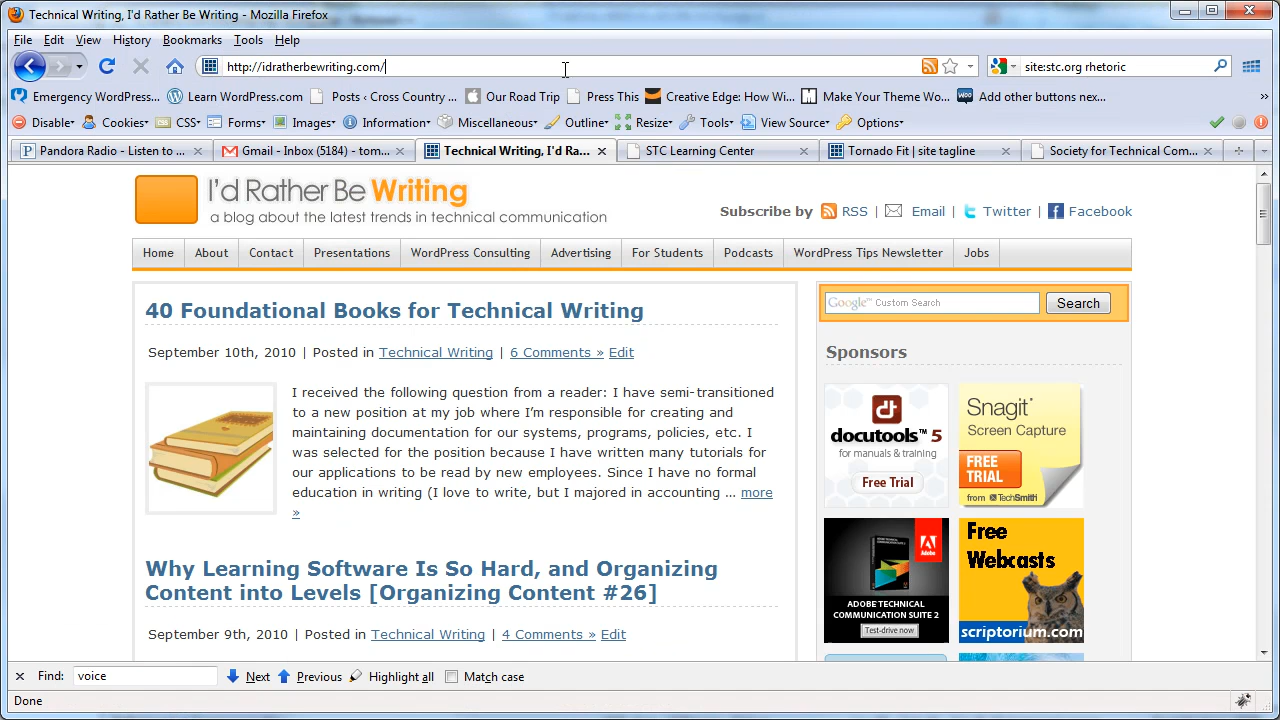 Technical Writing, I'd Rather Be Writing - Mozilla Firefox
File Edit View History Bookmarks Tools Help
http://idratherbewriting.com/ site:stc.org rhetoric
Emergency WordPress... Learn WordPress.com Posts ‹ Cross Country ... Our Road Trip Press This Creative Edge: How Wi... Make Your Theme Wo... WOO Add other buttons nex... »
Disable▾ Cookies▾ CSS▾ Forms▾ Images▾ Information▾ Miscellaneous▾ Outline▾ Resize▾ Tools▾ View Source▾ Options▾
Pandora Radio - Listen to ... Gmail - Inbox (5184) - tom... Technical Writing, I'd Ra... STC Learning Center Tornado Fit | site tagline Society for Technical Com...
I'd Rather Be Writing
a blog about the latest trends in technical communication
Subscribe by RSS | Email | Twitter | Facebook
Home About Contact Presentations WordPress Consulting Advertising For Students Podcasts WordPress Tips Newsletter Jobs
40 Foundational Books for Technical Writing
September 10th, 2010 | Posted in Technical Writing | 6 Comments » Edit
I received the following question from a reader: I have semi-transitioned
to a new position at my job where I'm responsible for creating and
maintaining documentation for our systems, programs, policies, etc. I
was selected for the position because I have written many tutorials for
our applications to be read by new employees. Since I have nformal
education in writing (I love to write, but I majored in accounting ... more
»
Why Learning Software Is So Hard, and Organizing
Content into Levels [Organizing Content #26]
September 9th, 2010 | Posted in Technical Writing | 4 Comments » Edit
Google™ Custom Search Search
Sponsors
dt
docutools™ 5
for manuals & training
Free Trial
Snagit®
Screen Capture
FREE
TRIAL
from TechSmith
Adobe
ADOBE TECHNICAL
COMMUNICATION SUITE 2
Test-drive now
Free
Webcasts
scriptorium.com
Find: voice Next Previous Highlight all Match case
Done